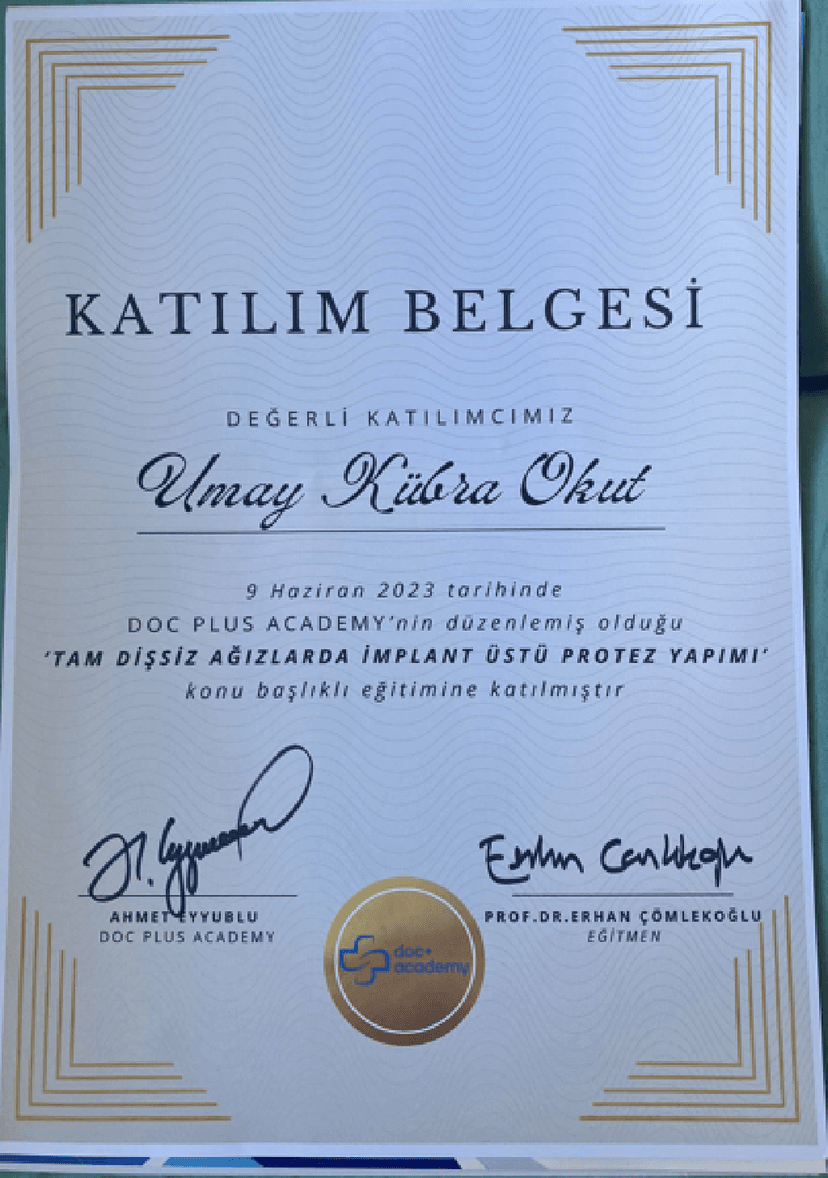 KATILIM BELGESİ
DEĞERLİ KATILIMCIMIZ
Umay Kübra Okut
9 Haziran 2023 tarihinde
DOC PLUS ACADEMY'nin düzenlemiş olduğu
'TAM DİŞSİZ AĞIZLARDA İMPLANT ÜSTÜ PROTEZ YAPIMI'
konu başlıklı eğitimine katılmıştır
AHMET EYYUBLU
DOC PLUS ACADEMY
doc+
academy
PROF.DR.ERHAN ÇÖMLEKOĞLU
EĞİTMEN